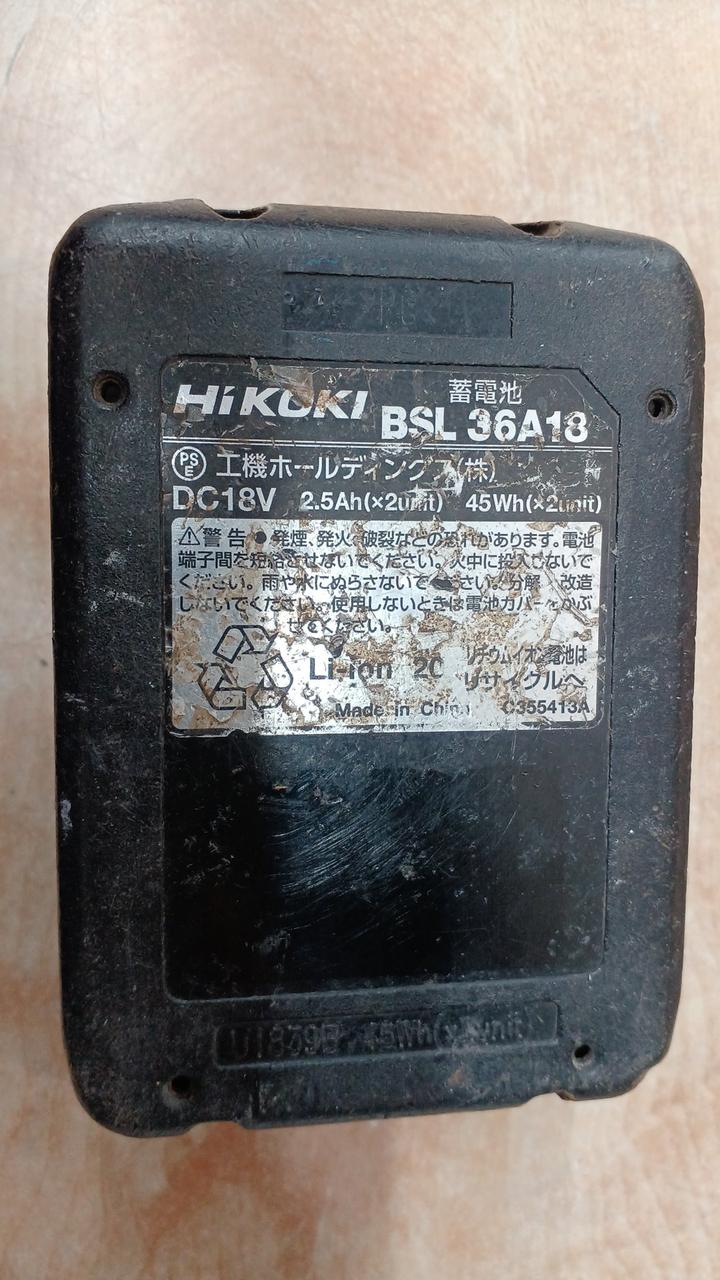 HiKOKI
蓄電池
BSL 36A18
PS E
工機ホールディングス(株)
DC18V 2.5Ah(×2unit) 45Wh(×2unit)
⚠警告 ● 発煙、発火、破裂などの恐れがあります。電池
端子間を短絡させないでください。火中に投入しないで
ください。雨や水にぬらさないでください。分解、改造
しないでください。使用しないときは電池カバーをかぶ
せてください。
Li-ion 20
リチウムイオン電池は
リサイクルへ
Made in China C355413A
U1839B 45Wh(×2unit)